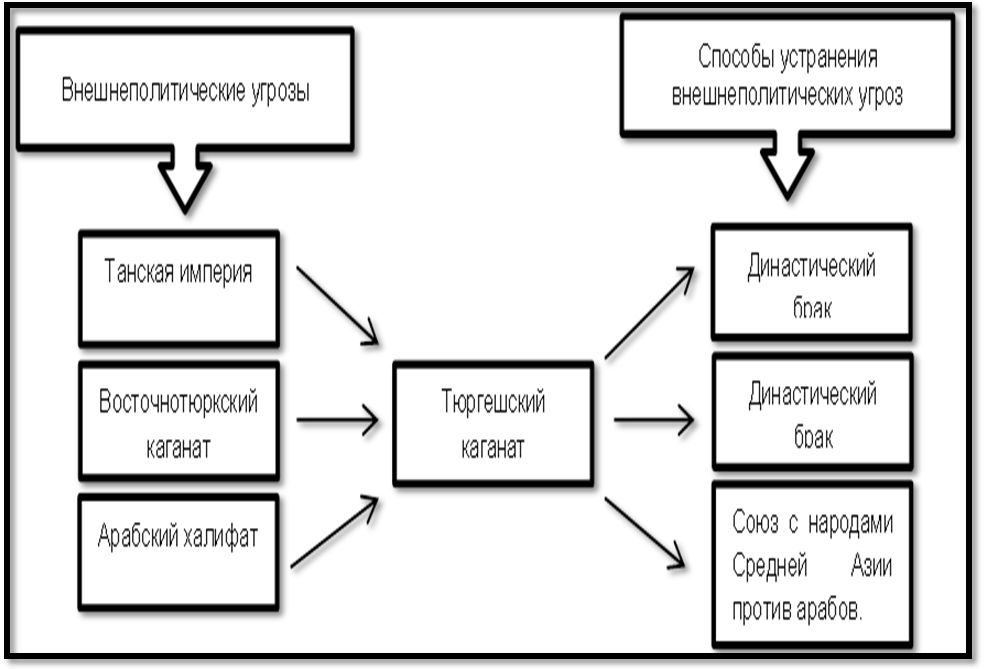 Внешнеполитические угрозы
Способы устранения
внешнеполитических угроз
Танская империя
Восточнотюркский
каганат
Арабский халифат
Тюргешский
каганат
Династический
брак
Династический
брак
Союз с народами
Средней Азии
против арабов.